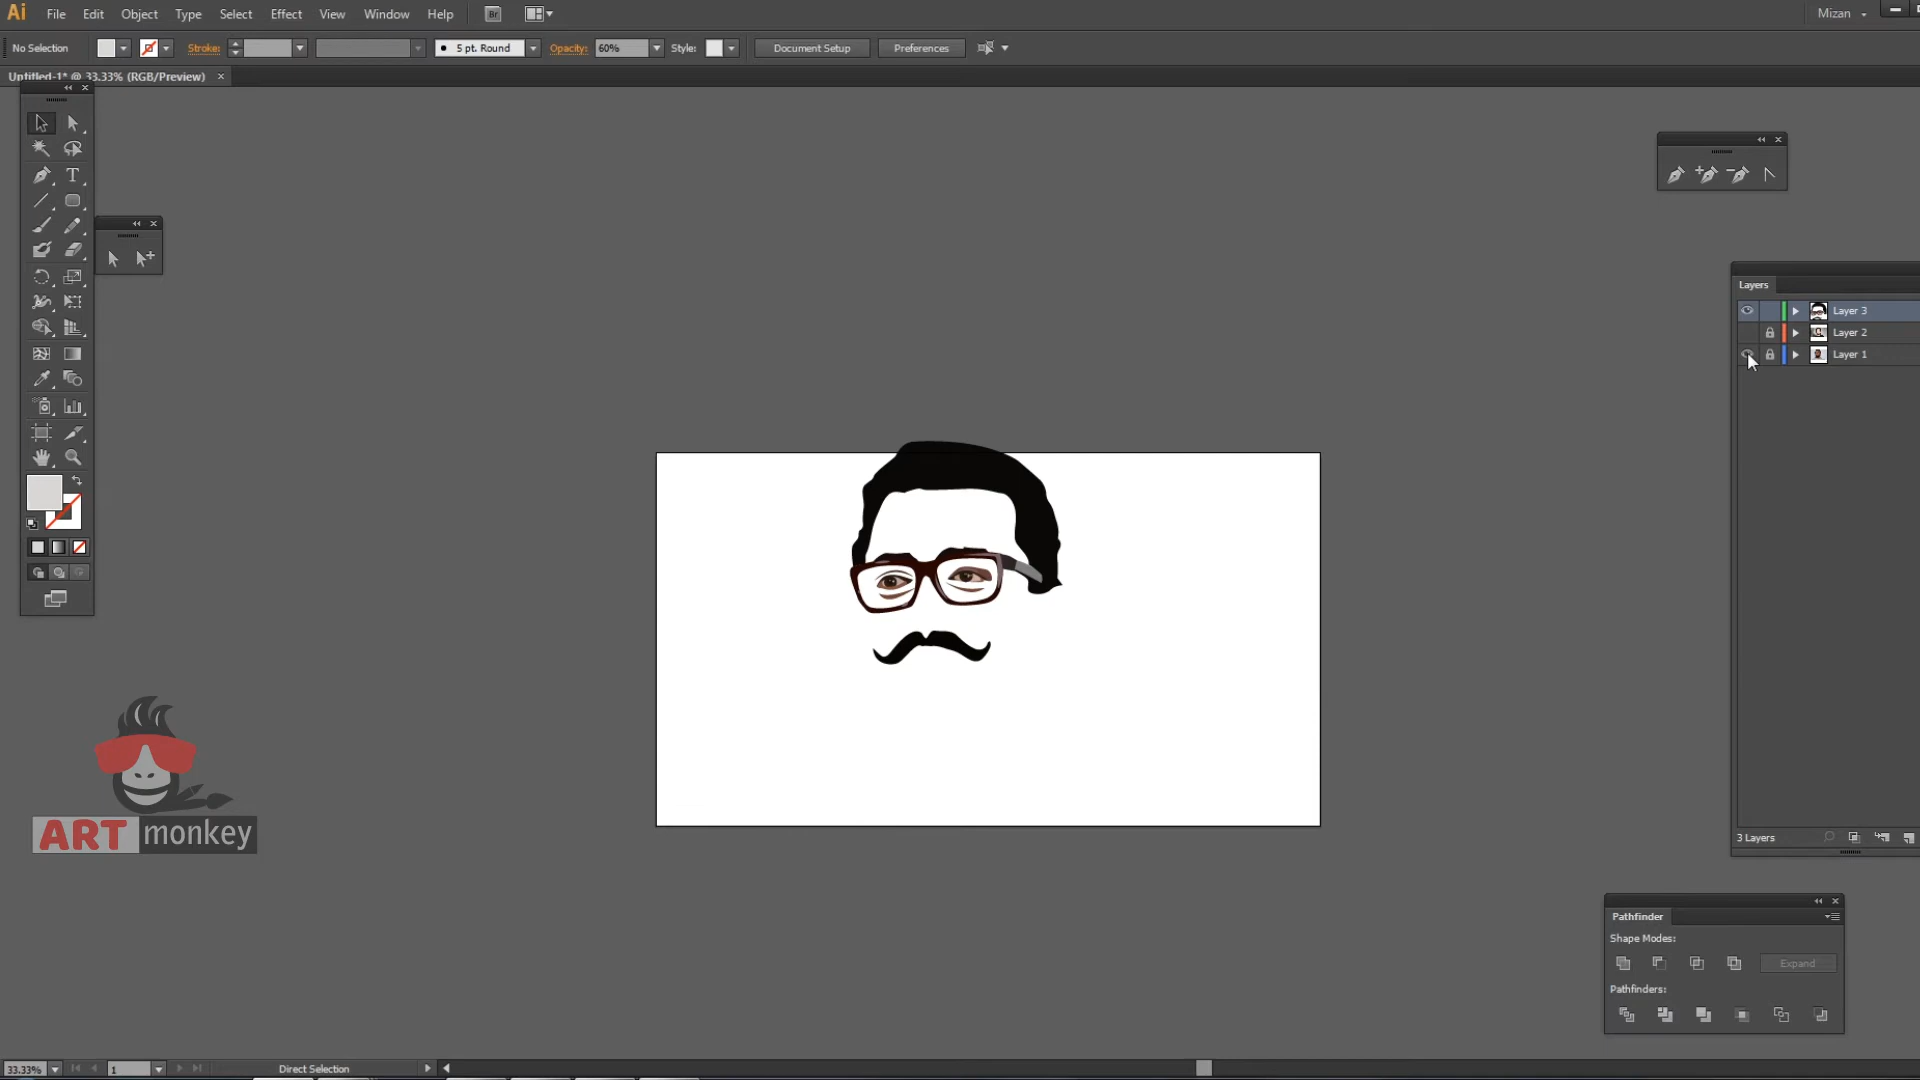 Ai File Edit Object Type Select Effect View Window Help Br Mizan
No Selection Stroke: 5 pt. Round Opacity: 60% Style: Document Setup Preferences
Untitled-1* @ 33.33% (RGB/Preview)
Layers
Layer 3
Layer 2
Layer 1
ART monkey
3 Layers
Pathfinder
Shape Modes:
Expand
Pathfinders:
33.33% 1 Direct Selection